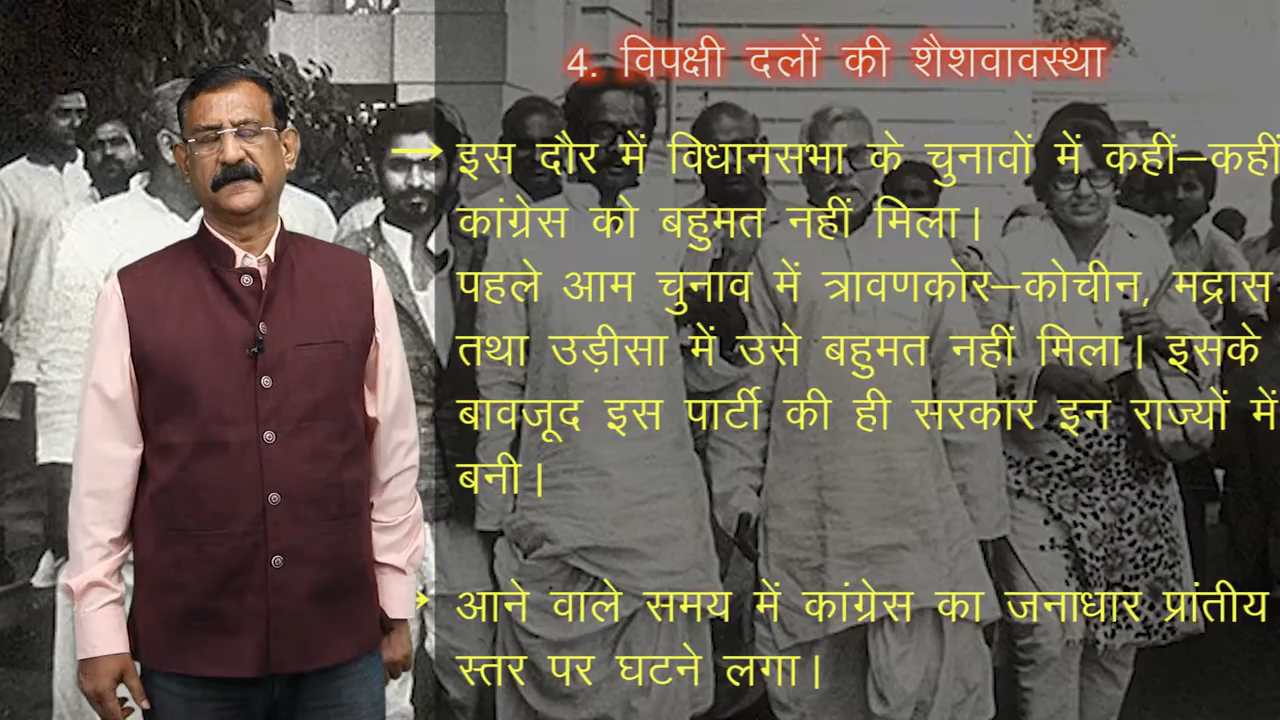 4. विपक्षी दलों की शैशवावस्था
→ इस दौर में विधानसभा के चुनावों में कहीं–कहीं
कांग्रेस को बहुमत नहीं मिला।
पहले आम चुनाव में त्रावणकोर–कोचीन, मद्रास
तथा उड़ीसा में उसे बहुमत नहीं मिला। इसके
बावजूद इस पार्टी की ही सरकार इन राज्यों में
बनी।
→ आने वाले समय में कांग्रेस का जनाधार प्रांतीय
स्तर पर घटने लगा।